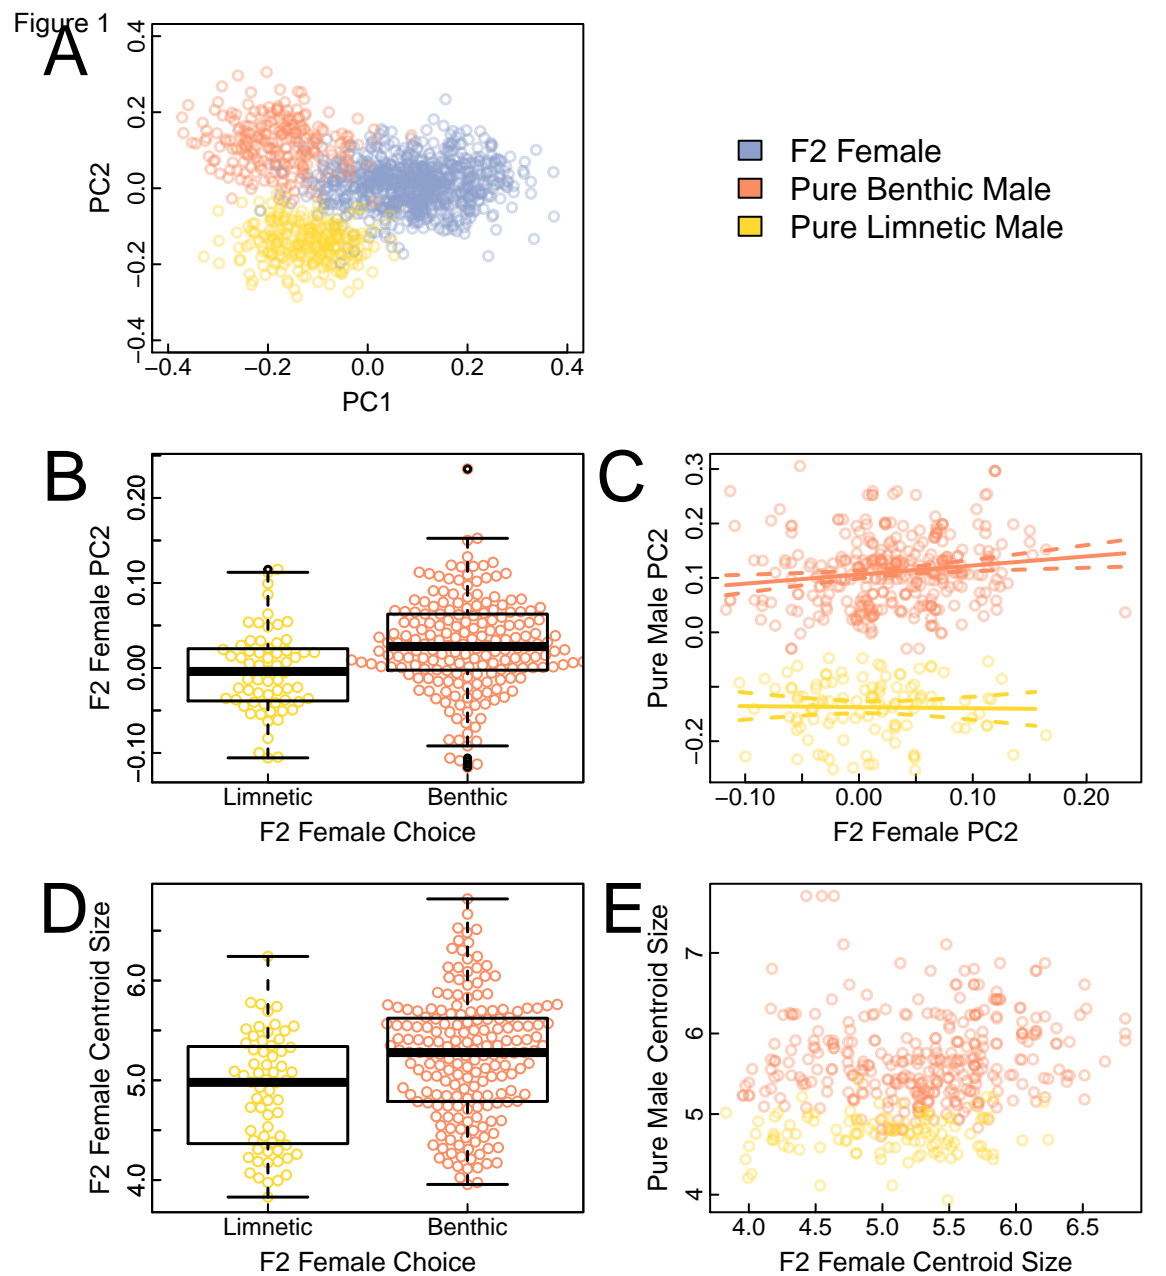 Figure 1
A
0.4
0.2
0.0
−0.2
−0.4
PC2
−0.4 −0.2 0.0 0.2 0.4
PC1
F2 Female
Pure Benthic Male
Pure Limnetic Male
B
0.20
0.10
0.00
−0.10
F2 Female PC2
Limnetic Benthic
F2 Female Choice
C
0.3
0.2
0.1
0.0
−0.2
Pure Male PC2
−0.10 0.00 0.10 0.20
F2 Female PC2
D
6.0
5.0
4.0
F2 Female Centroid Size
Limnetic Benthic
F2 Female Choice
E
7
6
5
4
Pure Male Centroid Size
4.0 4.5 5.0 5.5 6.0 6.5
F2 Female Centroid Size